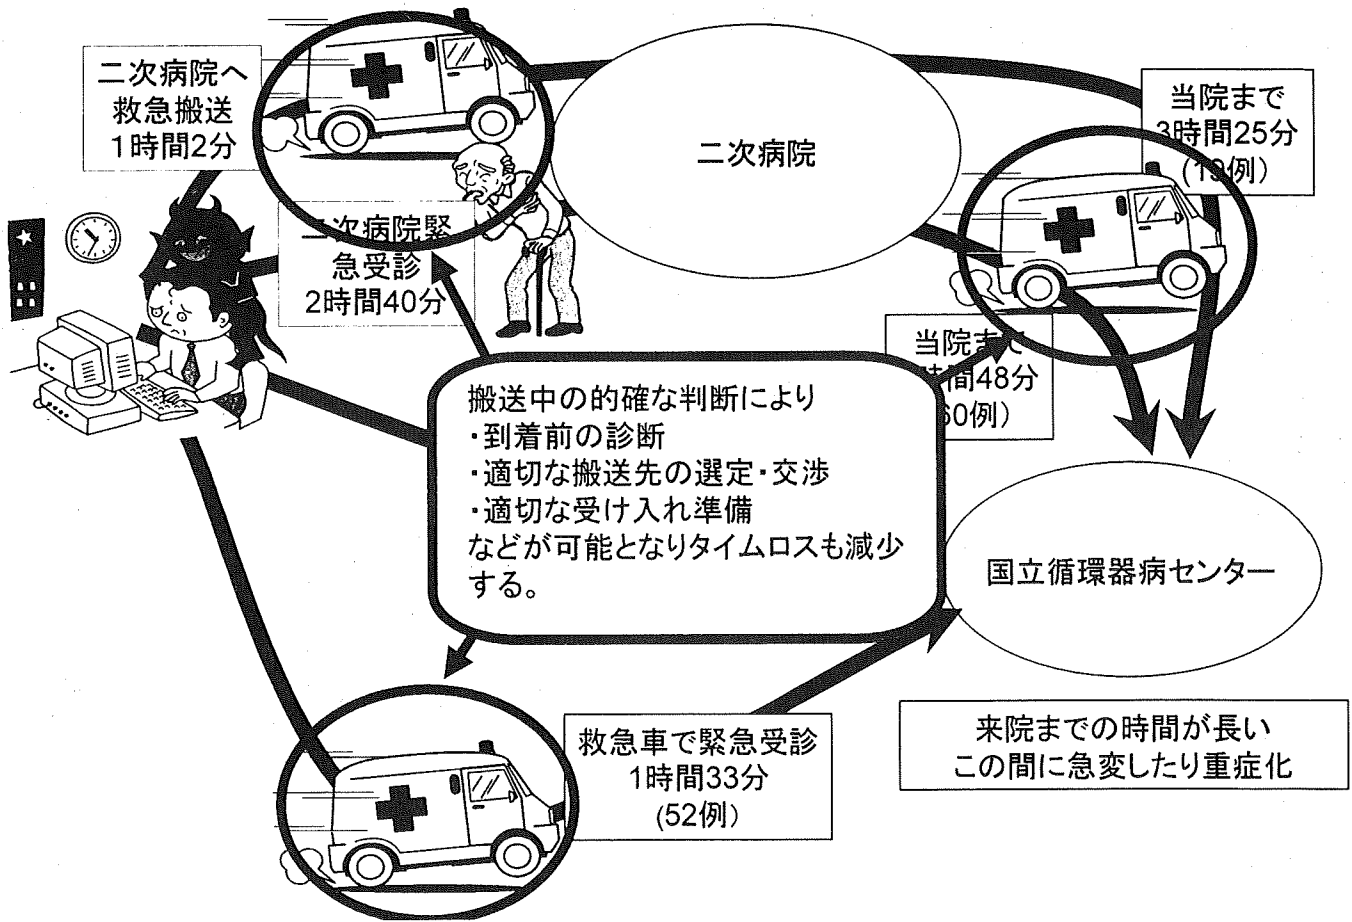 二次病院へ
救急搬送
1時間2分
二次病院
当院まで
3時間25分
(19例)
二次病院緊
急受診
2時間40分
当院まで
時間48分
60例)
搬送中の的確な判断により
・到着前の診断
・適切な搬送先の選定・交渉
・適切な受け入れ準備
などが可能となりタイムロスも減少
する。
国立循環器病センター
救急車で緊急受診
1時間33分
(52例)
来院までの時間が長い
この間に急変したり重症化